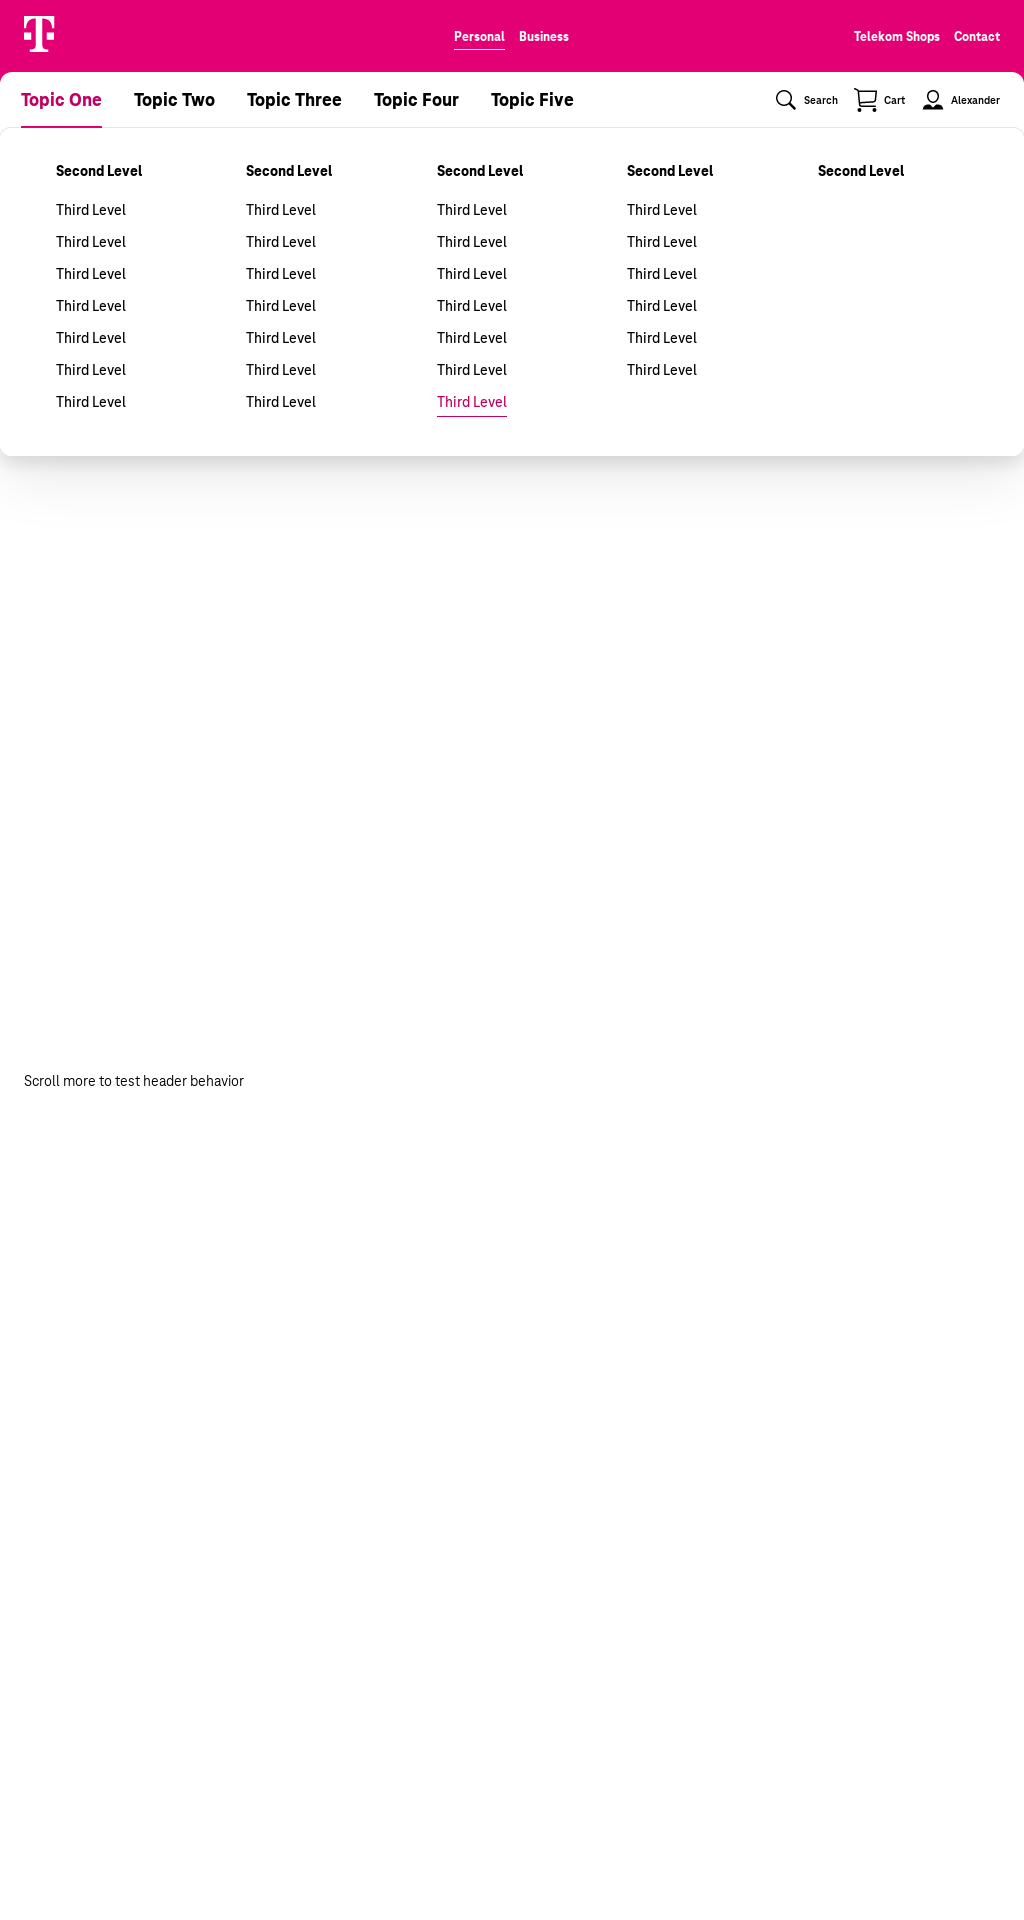 T
Personal Business Telekom Shops Contact
Topic One Topic Two Topic Three Topic Four Topic Five Search Cart Alexander
Second Level Second Level Second Level Second Level Second Level
Third Level Third Level Third Level Third Level
Third Level Third Level Third Level Third Level
Third Level Third Level Third Level Third Level
Third Level Third Level Third Level Third Level
Third Level Third Level Third Level Third Level
Third Level Third Level Third Level Third Level
Third Level Third Level Third Level
Scroll more to test header behavior